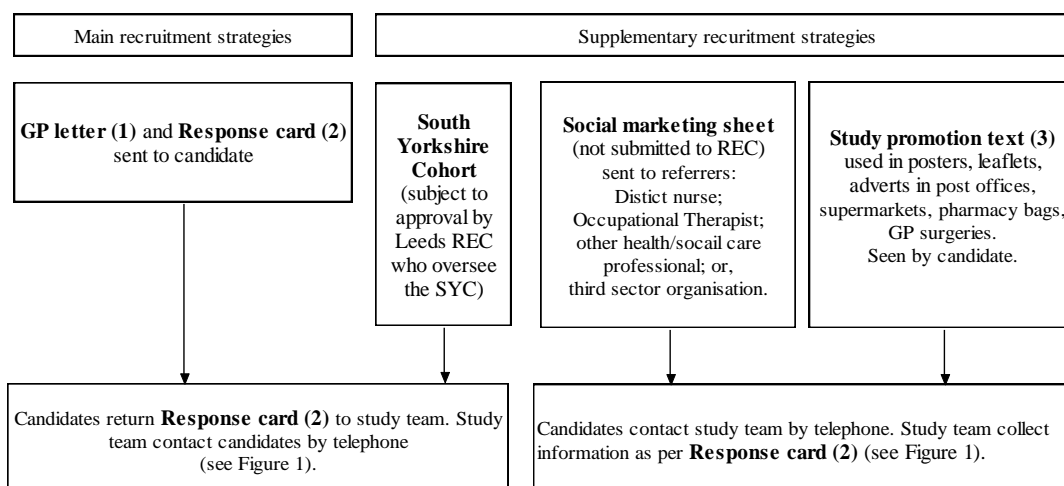 Main recruitment strategies
Supplementary recuritment strategies
GP letter (1) and Response card (2)
sent to candidate
South
Yorkshire
Cohort
(subject to
approval by
Leeds REC
who oversee
the SYC)
Social marketing sheet
(not submitted to REC)
sent to referrers:
Distict nurse;
Occupational Therapist;
other health/socail care
professional; or,
third sector organisation.
Study promotion text (3)
used in posters, leaflets,
adverts in post offices,
supermarkets, pharmacy bags,
GP surgeries.
Seen by candidate.
Candidates return Response card (2) to study team. Study
team contact candidates by telephone
(see Figure 1).
Candidates contact study team by telephone. Study team collect
information as per Response card (2) (see Figure 1).